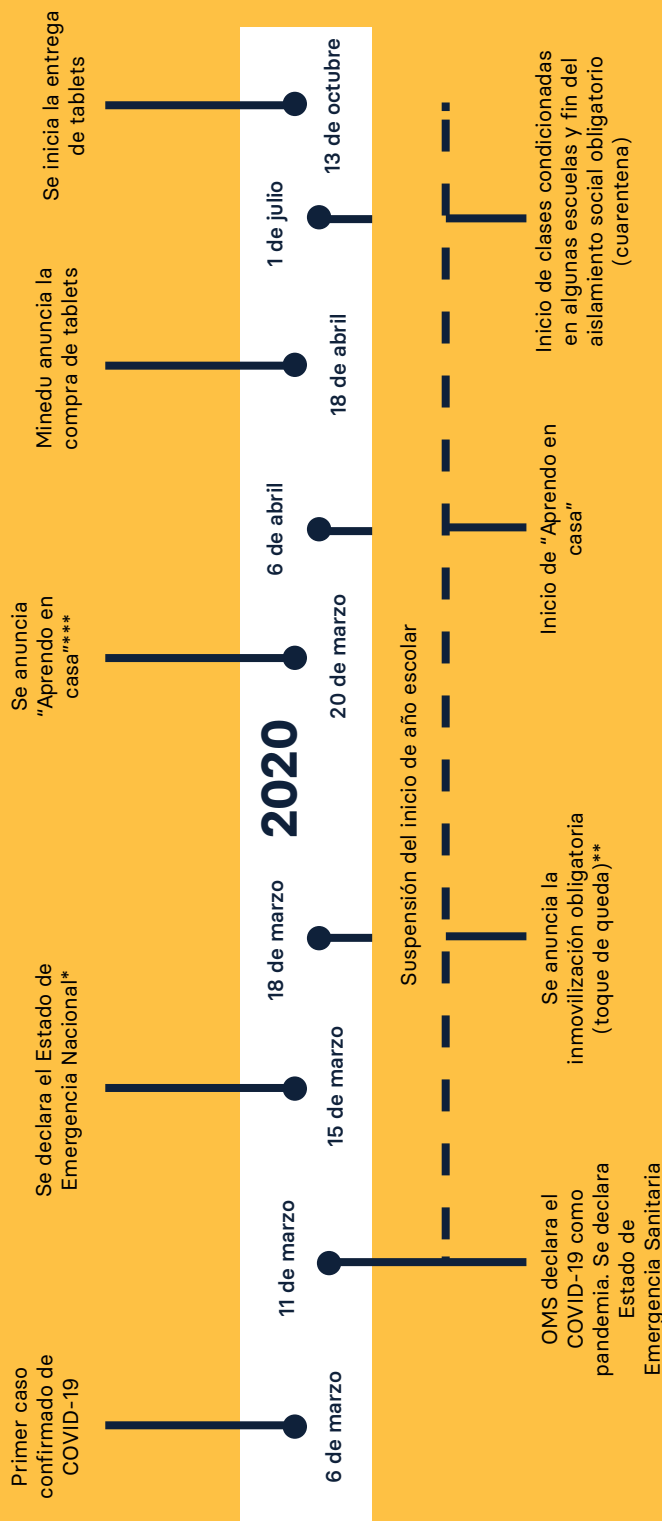 Primer caso
confirmado de
COVID-19
6 de marzo
11 de marzo
OMS declara el
COVID-19 como
pandemia. Se declara
Estado de
Emergencia Sanitaria
Se declara el Estado de
Emergencia Nacional*
15 de marzo
18 de marzo
Se anuncia la
inmovilización obligatoria
(toque de queda)**
2020
Suspensión del inicio de año escolar
Se anuncia
“Aprendo en
casa”***
20 de marzo
6 de abril
Inicio de “Aprendo en
casa”
Minedu anuncia la
compra de tablets
18 de abril
1 de julio
Inicio de clases condicionadas
en algunas escuelas y fin del
aislamiento social obligatorio
(cuarentena)
Se inicia la entrega
de tablets
13 de octubre